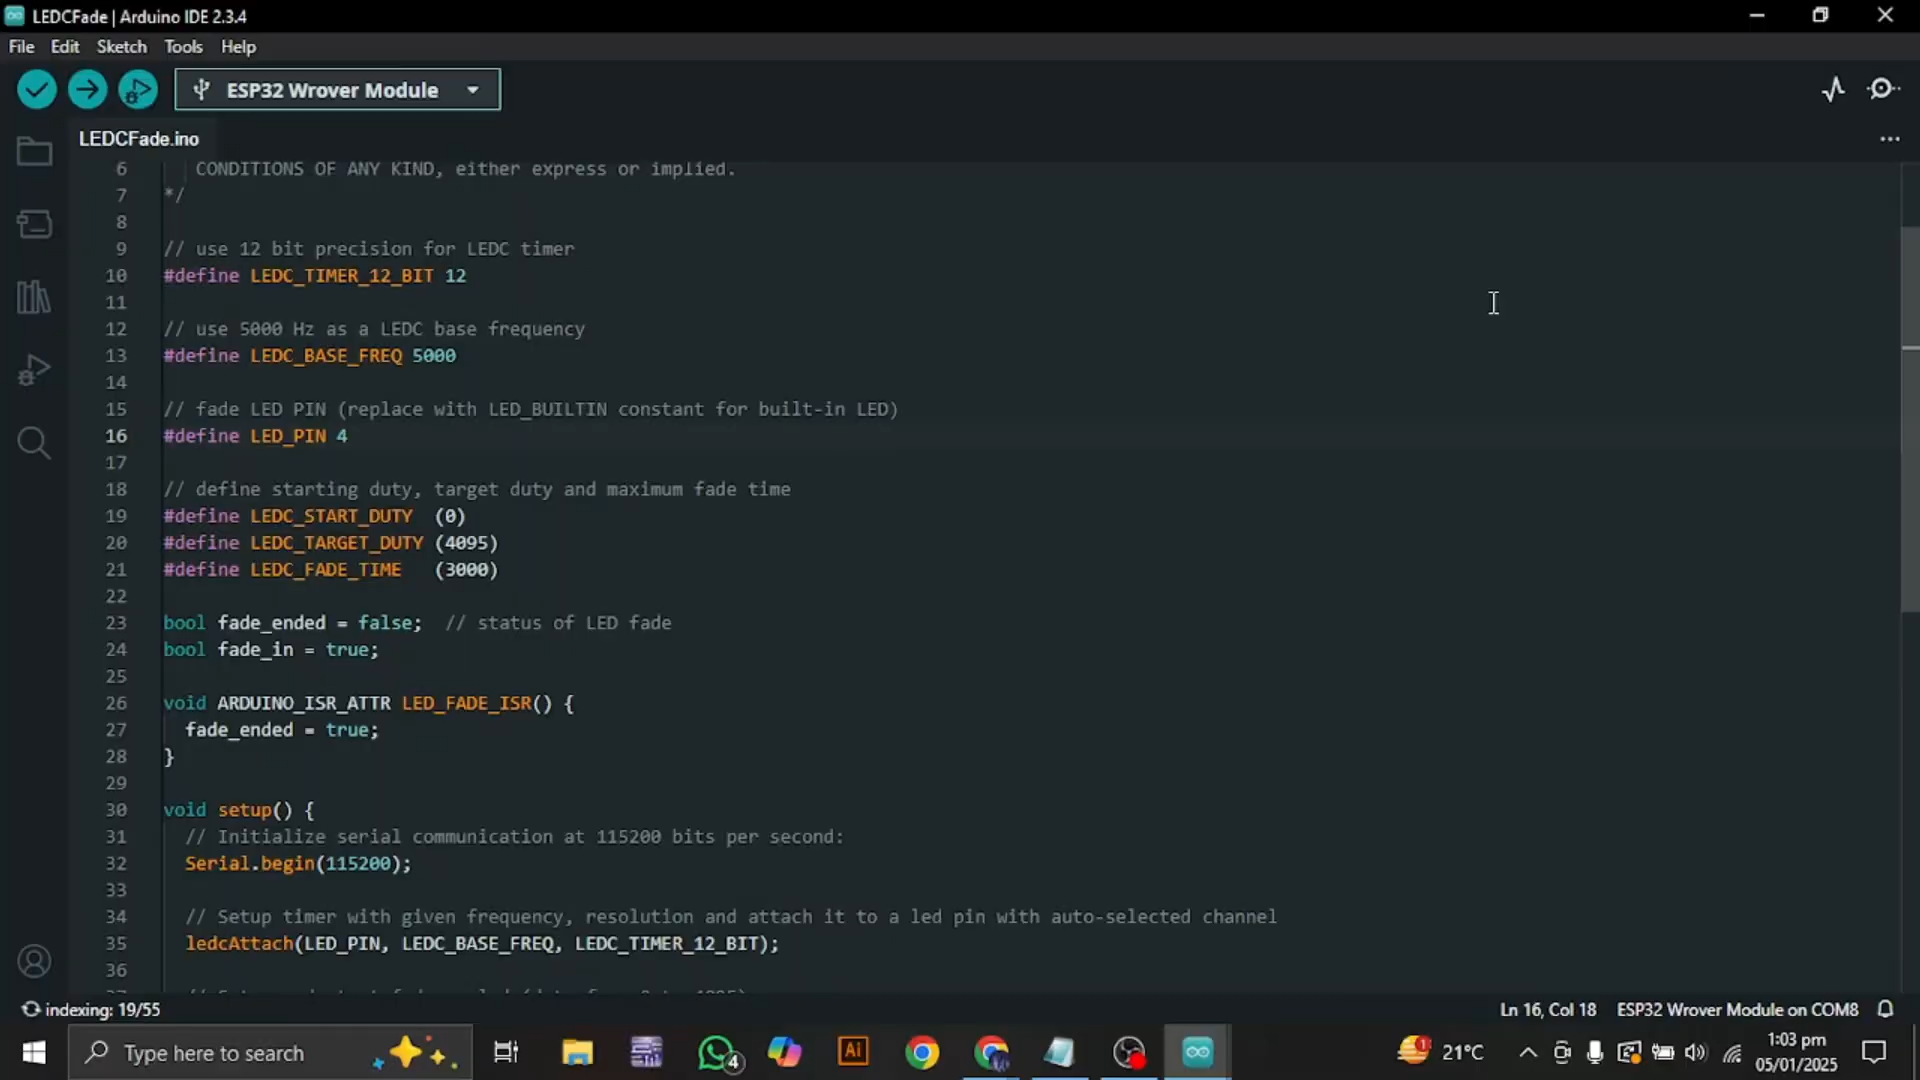 LEDCFade | Arduino IDE 2.3.4
File Edit Sketch Tools Help
ESP32 Wrover Module
LEDCFade.ino
6 CONDITIONS OF ANY KIND, either express or implied.
7 */
8
9 // use 12 bit precision for LEDC timer
10 #define LEDC_TIMER_12_BIT 12
11
12 // use 5000 Hz as a LEDC base frequency
13 #define LEDC_BASE_FREQ 5000
14
15 // fade LED PIN (replace with LED_BUILTIN constant for built-in LED)
16 #define LED_PIN 4
17
18 // define starting duty, target duty and maximum fade time
19 #define LEDC_START_DUTY (0)
20 #define LEDC_TARGET_DUTY (4095)
21 #define LEDC_FADE_TIME (3000)
22
23 bool fade_ended = false; // status of LED fade
24 bool fade_in = true;
25
26 void ARDUINO_ISR_ATTR LED_FADE_ISR() {
27 fade_ended = true;
28 }
29
30 void setup() {
31 // Initialize serial communication at 115200 bits per second:
32 Serial.begin(115200);
33
34 // Setup timer with given frequency, resolution and attach it to a led pin with auto-selected channel
35 ledcAttach(LED_PIN, LEDC_BASE_FREQ, LEDC_TIMER_12_BIT);
36
indexing: 19/55
Ln 16, Col 18 ESP32 Wrover Module on COM8
Type here to search
4
Ai
1
21°C
1:03 pm
05/01/2025